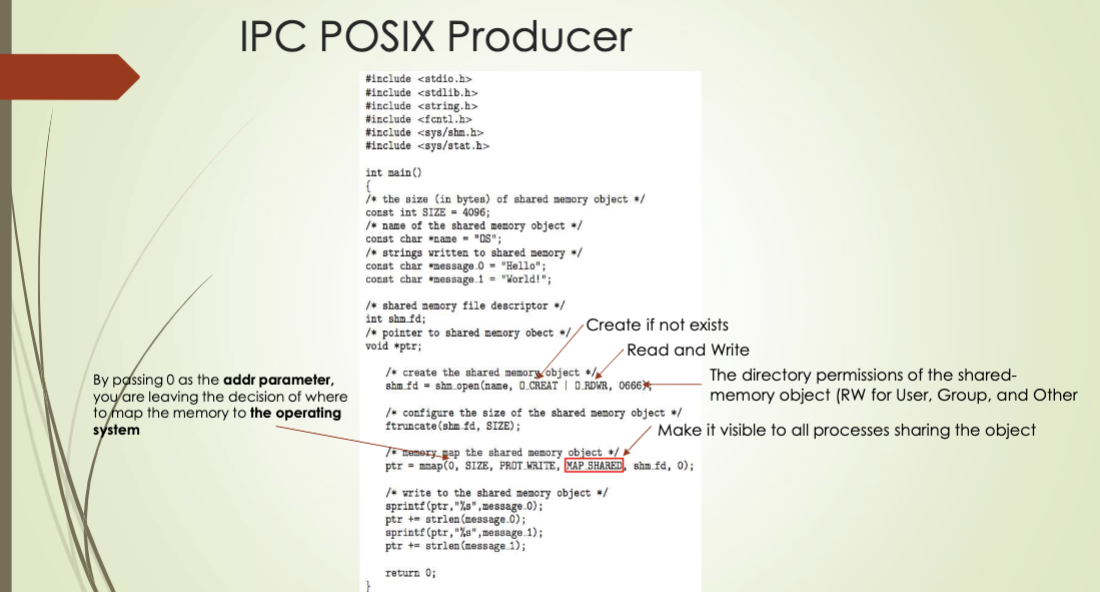 IPC POSIX Producer
#include <stdio.h>
#include <stdlib.h>
#include <string.h>
#include <fcntl.h>
#include <sys/shm.h>
#include <sys/stat.h>
int main()
{
/* the size (in bytes) of shared memory object */
const int SIZE = 4096;
/* name of the shared memory object */
const char *name = "OS";
/* strings written to shared memory */
const char *message_0 = "Hello";
const char *message_1 = "World!";
/* shared memory file descriptor */
int shm_fd;
/* pointer to shared memory obect */
void *ptr;
Create if not exists
Read and Write
/* create the shared memory object */
shm_fd = shm_open(name, O_CREAT | O_RDWR, 0666);
The directory permissions of the shared-
memory object (RW for User, Group, and Other
By passing 0 as the addr parameter,
you are leaving the decision of where
to map the memory to the operating
system
/* configure the size of the shared memory object */
ftruncate(shm_fd, SIZE);
Make it visible to all processes sharing the object
/* memory map the shared memory object */
ptr = mmap(0, SIZE, PROT_WRITE, MAP_SHARED, shm_fd, 0);
/* write to the shared memory object */
sprintf(ptr,"%s",message_0);
ptr += strlen(message_0);
sprintf(ptr,"%s",message_1);
ptr += strlen(message_1);
return 0;
}